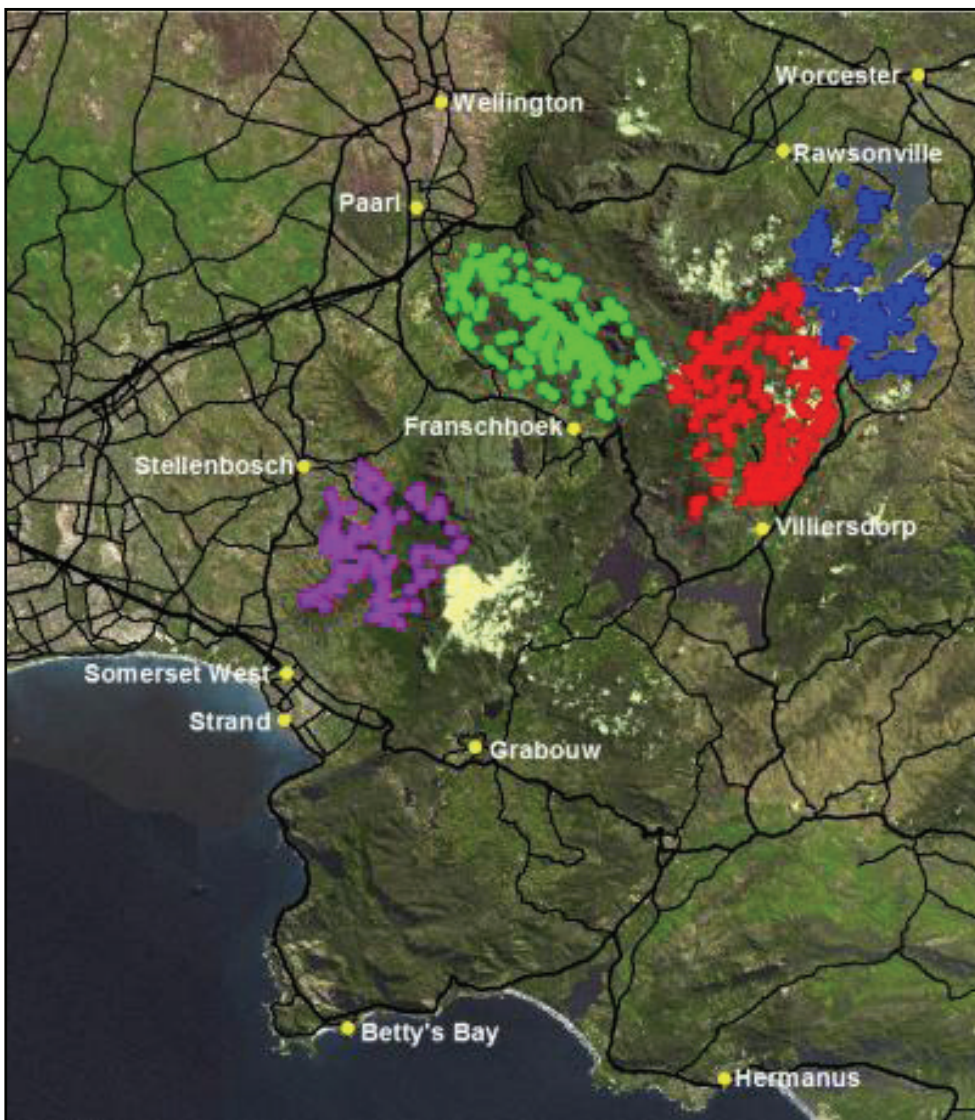 Worcester
Wellington
Rawsonville
Paarl
Franschhoek
Stellenbosch
Villiersdorp
Somerset West
Strand
Grabouw
Betty's Bay
Hermanus